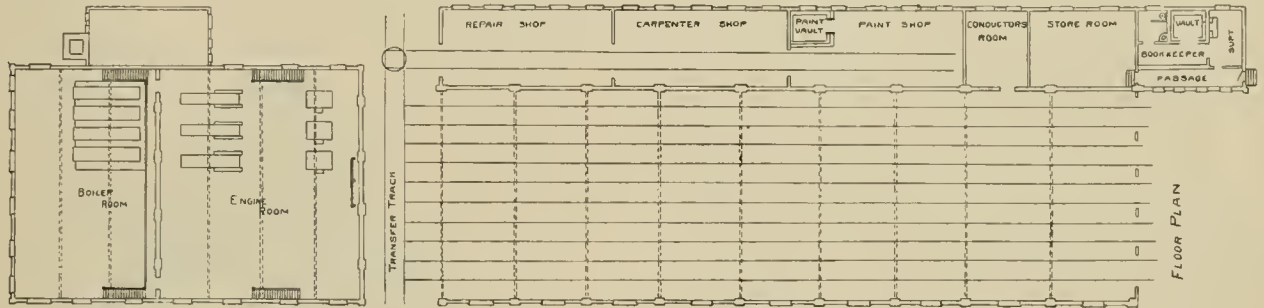 REPAIR SHOP
CARPENTER SHOP
PAINT
VAULT
PAINT SHOP
CONDUCTORS
ROOM
STORE ROOM
VAULT
BOOKKEEPER
SUPT
PASSAGE
BOILER
ROOM
ENGINE
ROOM
TRANSFER TRACK
FLOOR PLAN